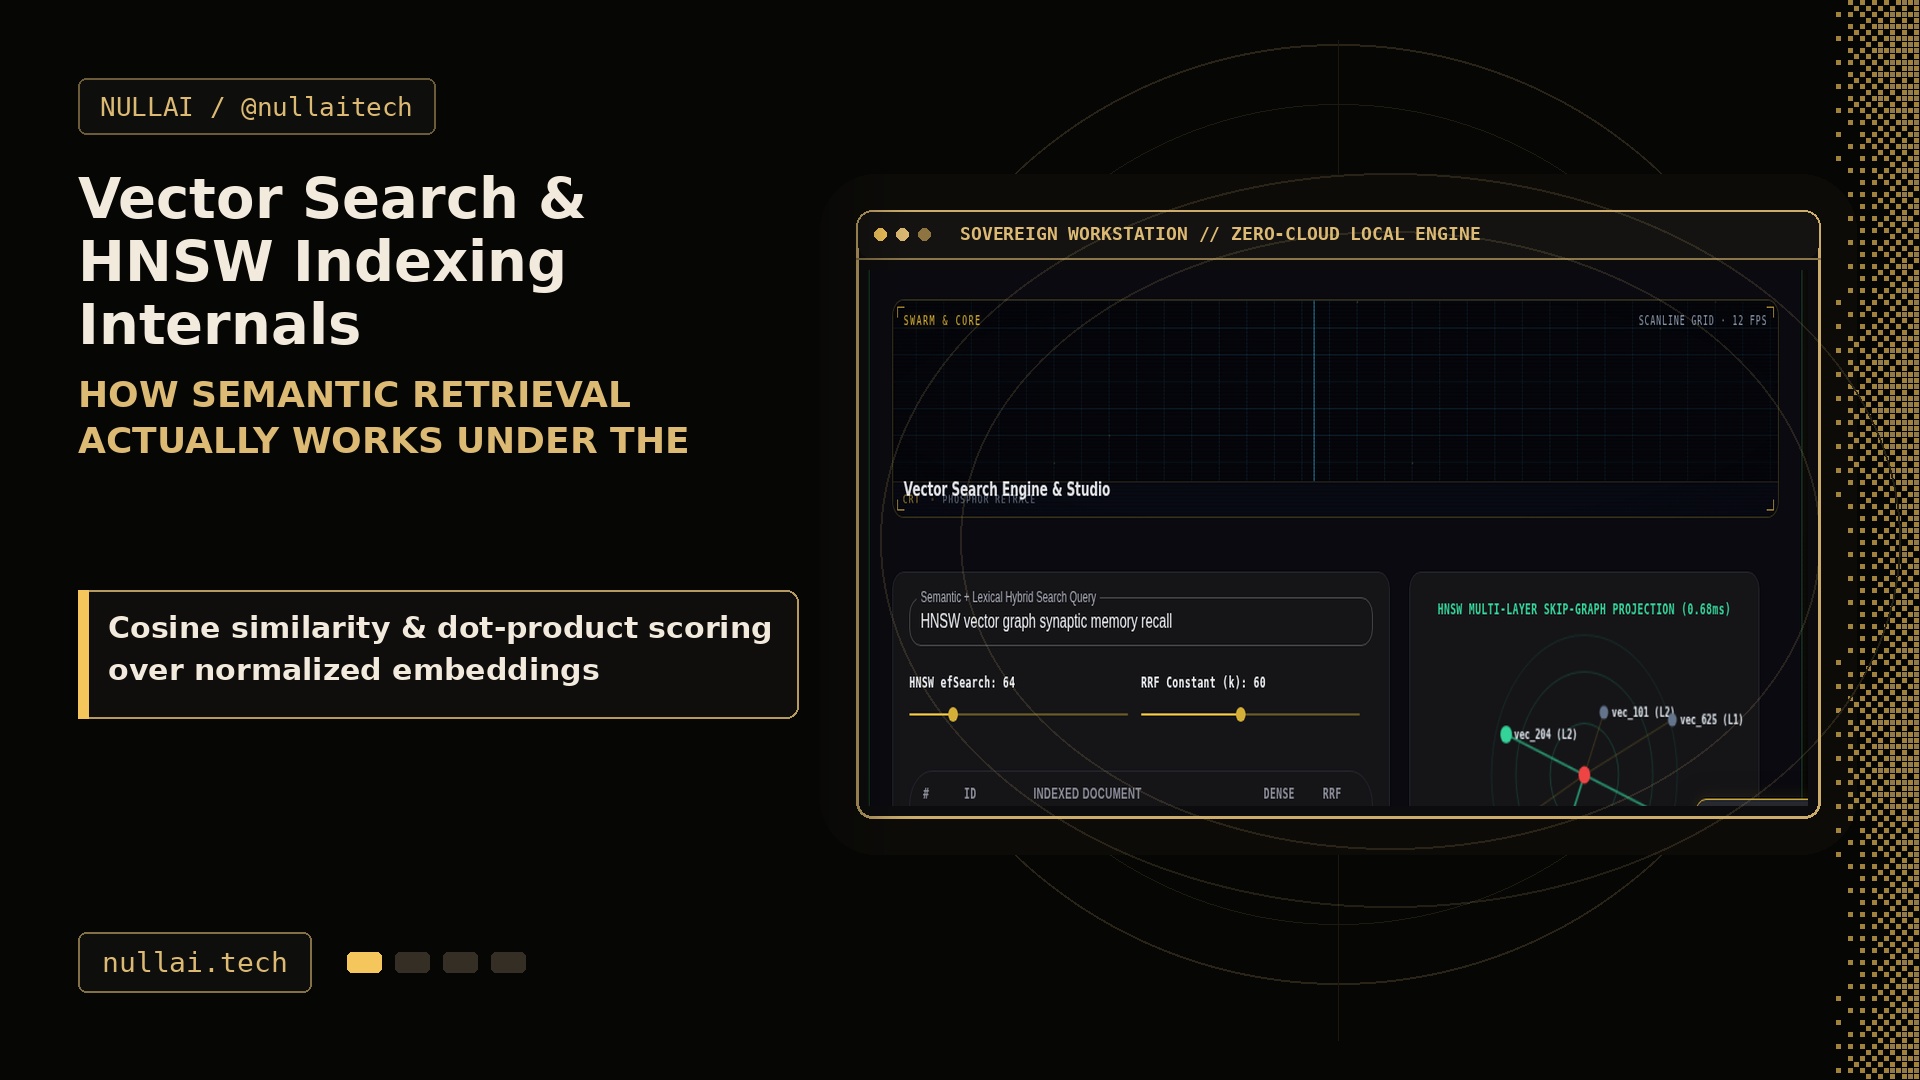 NULLAI / @nullaitech
Vector Search &
HNSW Indexing
Internals
HOW SEMANTIC RETRIEVAL
ACTUALLY WORKS UNDER THE
Cosine similarity & dot-product scoring
over normalized embeddings
nullai.tech
SOVEREIGN WORKSTATION // ZERO-CLOUD LOCAL ENGINE
SWARM & CORE
SCANLINE GRID · 12 FPS
Vector Search Engine & Studio
CRT · PHOSPHOR RETRACE
Semantic + Lexical Hybrid Search Query
HNSW vector graph synaptic memory recall
HNSW efSearch: 64
RRF Constant (k): 60
# ID INDEXED DOCUMENT DENSE RRF
HNSW MULTI-LAYER SKIP-GRAPH PROJECTION (0.68ms)
vec_101 (L2)
vec_625 (L1)
vec_204 (L2)